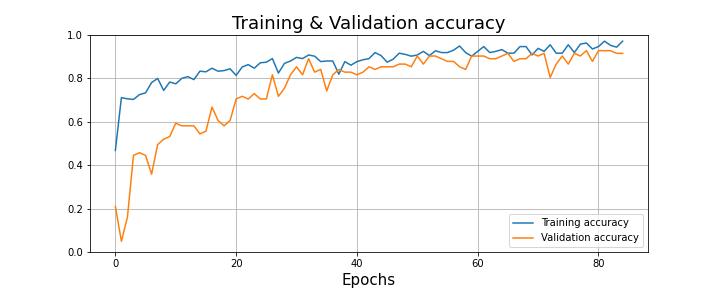 Training & Validation accuracy
1.0
0.8
0.6
0.4
0.2
0.0
0 20 40 60 80
Epochs
Training accuracy
Validation accuracy